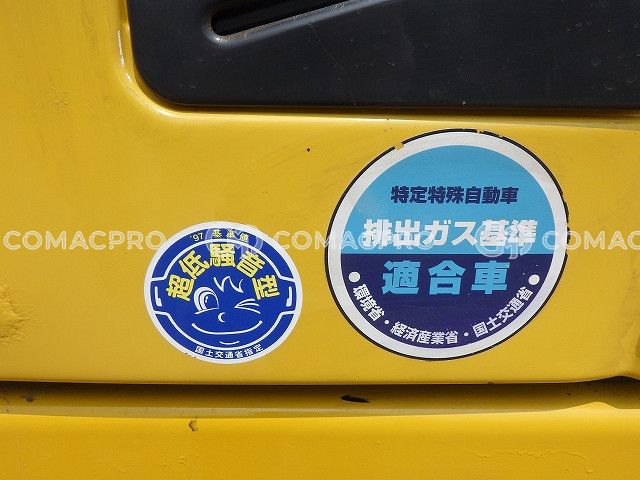 '97 基準値
超低騒音型
国土交通省指定
特定特殊自動車
排出ガス基準
適合車
・環境省・経済産業省・国土交通省・
COMACPRO
COMACPRO
COMACPRO